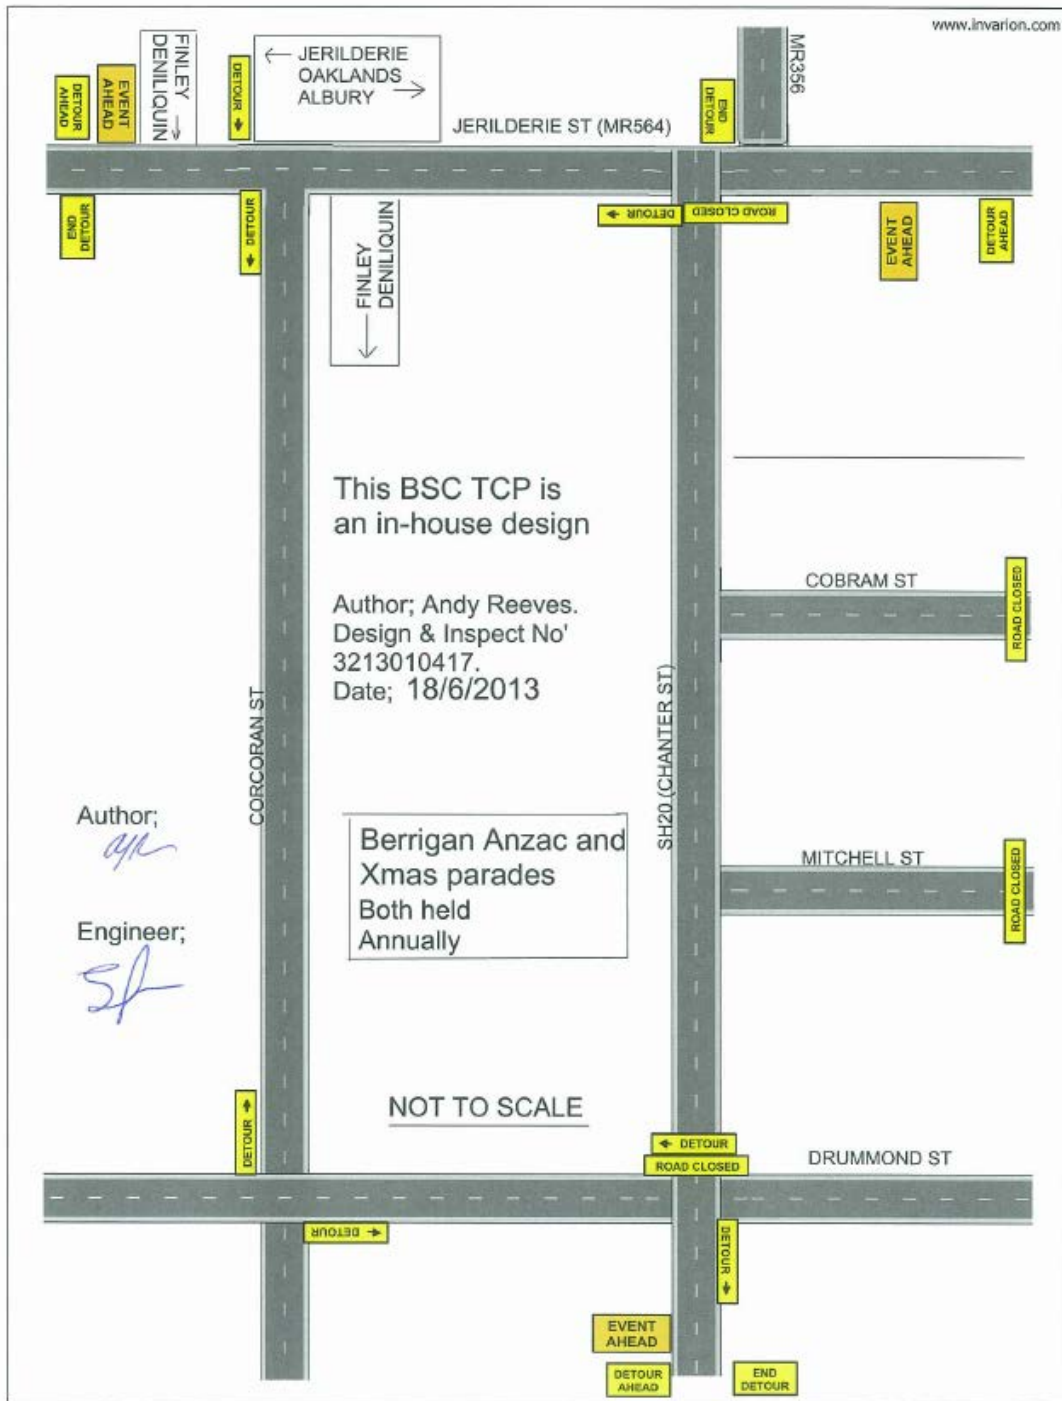 www.invarion.com
FINLEY
DENILIQUIN
← JERILDERIE
OAKLANDS
ALBURY →
MR356
DETOUR
AHEAD
EVENT
AHEAD
DETOUR
END
DETOUR
JERILDERIE ST (MR564)
DETOUR
END
DETOUR
DETOUR
ROAD CLOSED
EVENT
AHEAD
DETOUR
AHEAD
FINLEY
DENILIQUIN
This BSC TCP is
an in-house design
COBRAM ST
ROAD CLOSED
Author; Andy Reeves.
Design & Inspect No'
3213010417.
Date; 18/6/2013
CORCORAN ST
SH20 (CHANTER ST)
Author;
Berrigan Anzac and
Xmas parades
Both held
Annually
MITCHELL ST
ROAD CLOSED
Engineer;
NOT TO SCALE
DETOUR
← DETOUR
ROAD CLOSED
DRUMMOND ST
DETOUR
DETOUR
EVENT
AHEAD
DETOUR
AHEAD
END
DETOUR